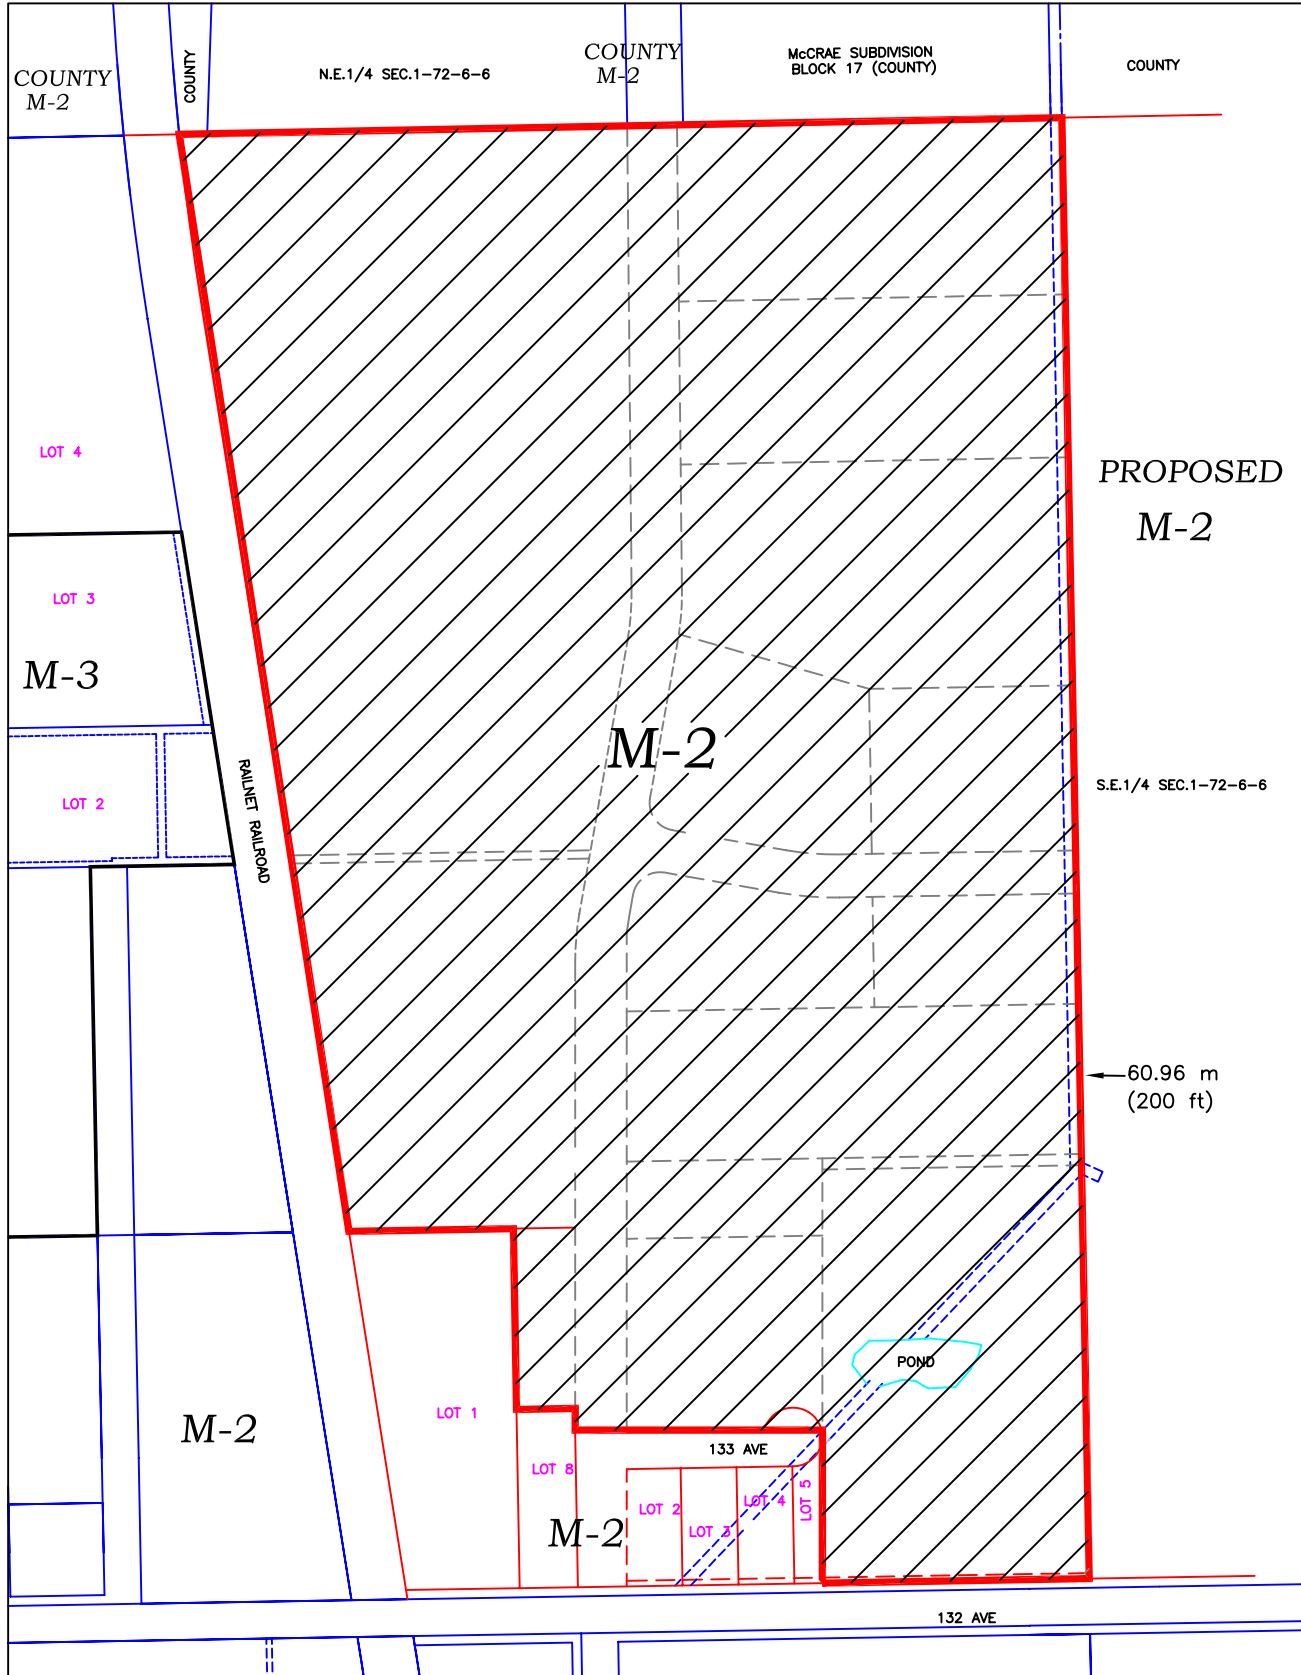 COUNTY
M-2
COUNTY
N.E.1/4 SEC.1-72-6-6
COUNTY
M-2
McCRAE SUBDIVISION
BLOCK 17 (COUNTY)
COUNTY
LOT 4
PROPOSED
M-2
LOT 3
M-3
M-2
RAILNET RAILROAD
S.E.1/4 SEC.1-72-6-6
LOT 2
60.96 m
(200 ft)
POND
LOT 1
M-2
133 AVE
LOT 8
LOT 2
LOT 3
LOT 4
LOT 5
M-2
132 AVE